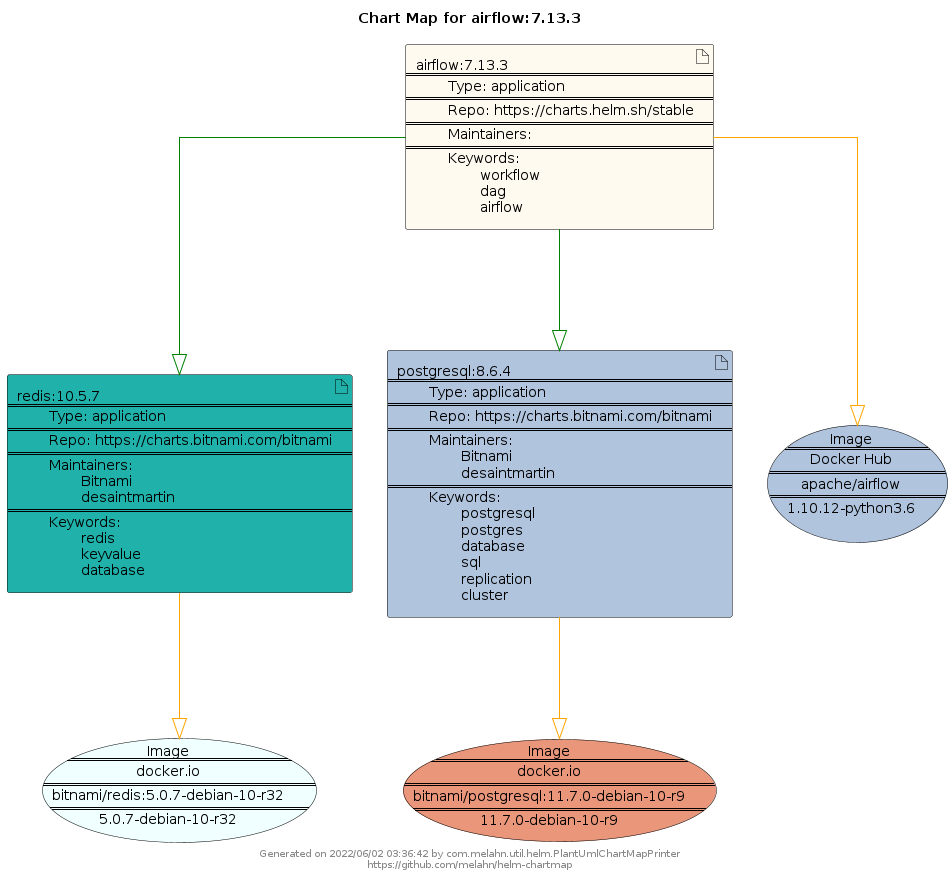 Chart Map for airflow:7.13.3
airflow:7.13.3
Type: application
Repo: https://charts.helm.sh/stable
Maintainers:
Keywords:
workflow
dag
airflow
redis:10.5.7
Type: application
Repo: https://charts.bitnami.com/bitnami
Maintainers:
Bitnami
desaintmartin
Keywords:
redis
keyvalue
database
postgresql:8.6.4
Type: application
Repo: https://charts.bitnami.com/bitnami
Maintainers:
Bitnami
desaintmartin
Keywords:
postgresql
postgres
database
sql
replication
cluster
Image
Docker Hub
apache/airflow
1.10.12-python3.6
Image
docker.io
bitnami/redis:5.0.7-debian-10-r32
5.0.7-debian-10-r32
Image
docker.io
bitnami/postgresql:11.7.0-debian-10-r9
11.7.0-debian-10-r9
Generated on 2022/06/02 03:36:42 by com.melahn.util.helm.PlantUmlChartMapPrinter
https://github.com/melahn/helm-chartmap